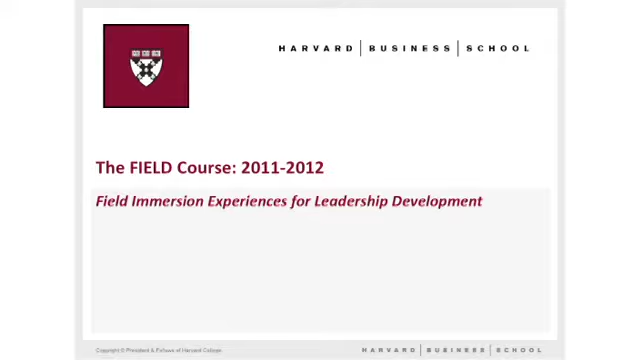 HARVARD | BUSINESS | SCHOOL
The FIELD Course: 2011-2012
Field Immersion Experiences for Leadership Development
Copyright © President & Fellows of Harvard College
HARVARD | BUSINESS | SCHOOL